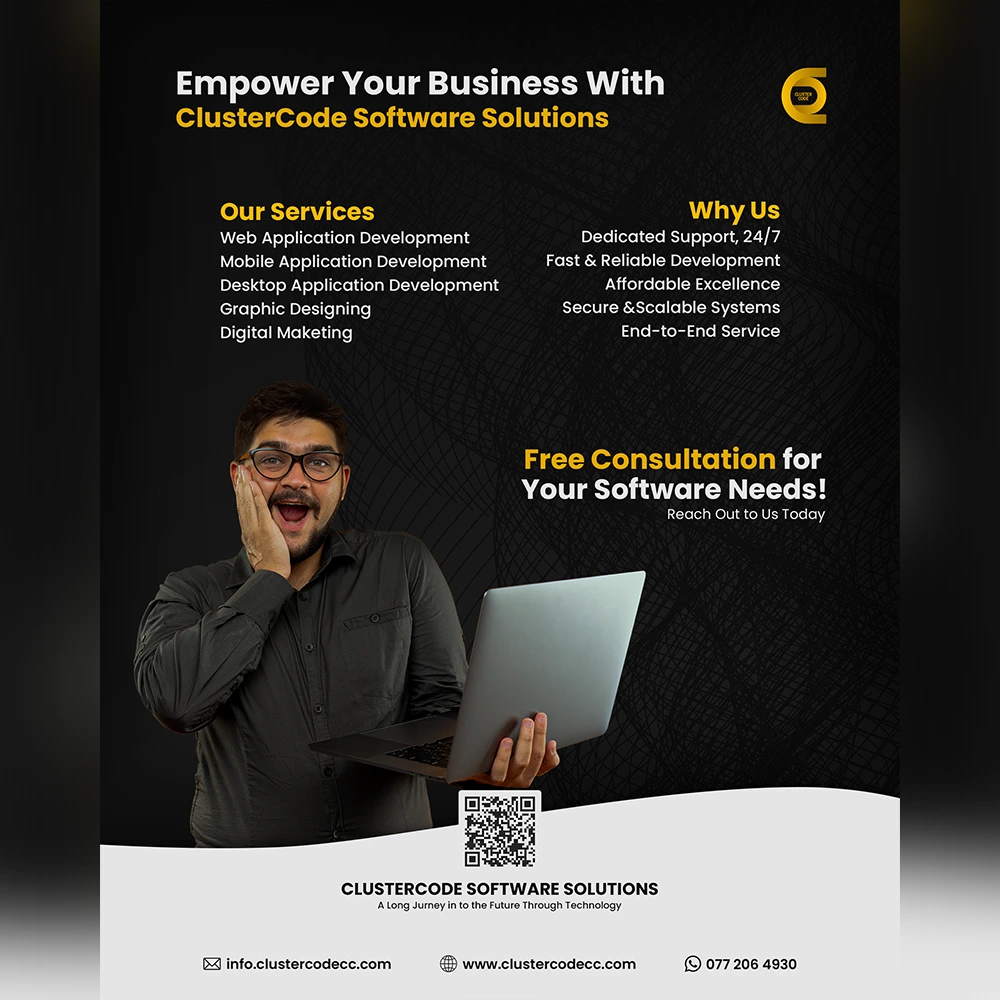 Empower Your Business With
ClusterCode Software Solutions
CLUSTER
CODE
Our Services
Web Application Development
Mobile Application Development
Desktop Application Development
Graphic Designing
Digital Maketing
Why Us
Dedicated Support, 24/7
Fast & Reliable Development
Affordable Excellence
Secure &Scalable Systems
End-to-End Service
Free Consultation for
Your Software Needs!
Reach Out to Us Today
CLUSTERCODE SOFTWARE SOLUTIONS
A Long Jurney in to the Future Through Technology
info.clustercodecc.com
www.clustercodecc.com
077 206 4930